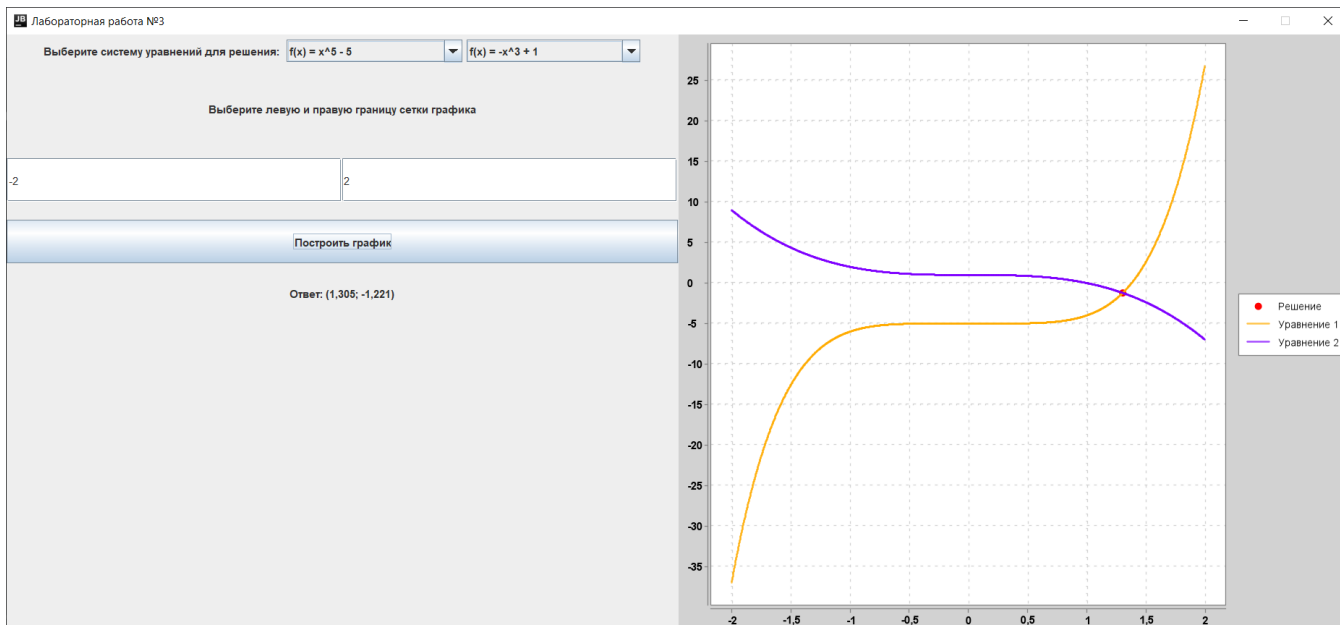 JB Лабораторная работа №3
Выберите систему уравнений для решения: f(x) = x^5 - 5 f(x) = -x^3 + 1
Выберите левую и правую границу сетки графика
-2 2
Построить график
Ответ: (1,305; -1,221)
25
20
15
10
5
0
-5
-10
-15
-20
-25
-30
-35
-2 -1,5 -1 -0,5 0 0,5 1 1,5 2
Решение
Уравнение 1
Уравнение 2